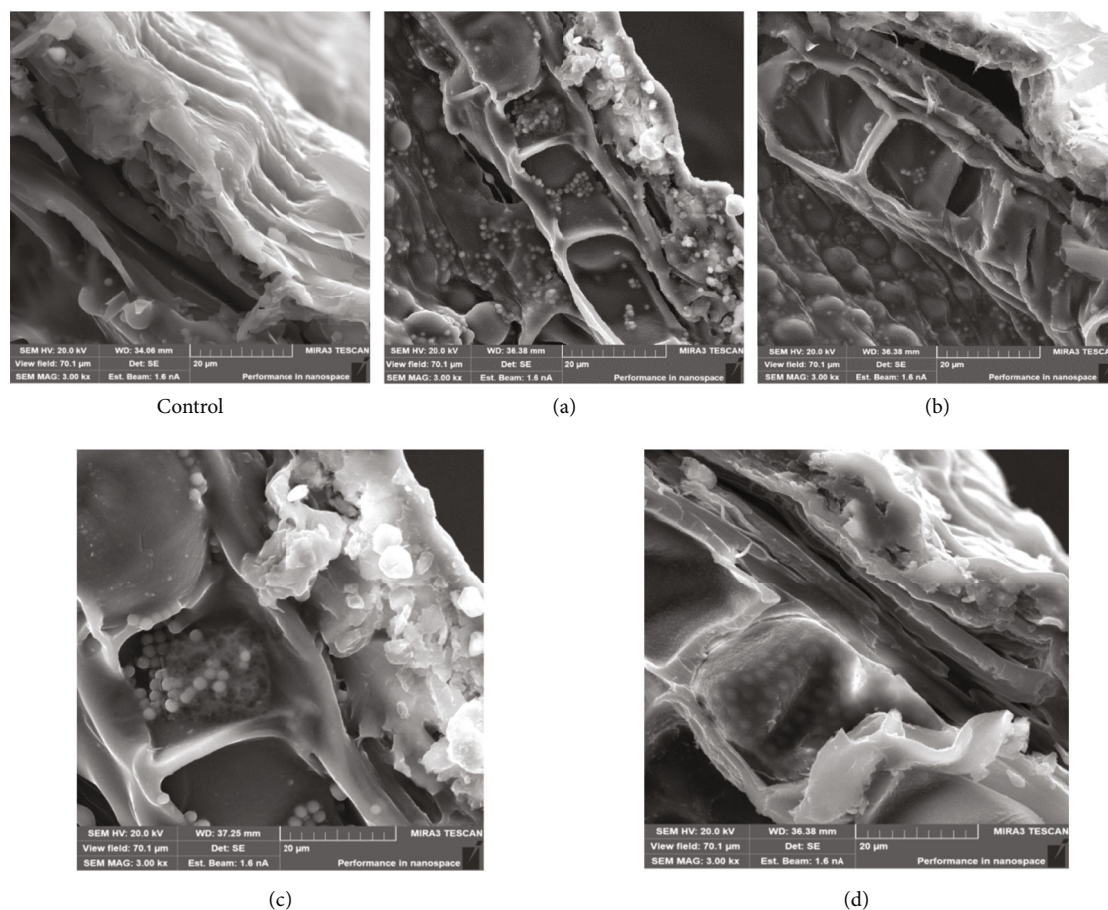 SEM HV: 20.0 kV WD: 34.06 mm MIRA3 TESCAN
View field: 70.1 µm Det: SE 20 µm
SEM MAG: 3.00 kx Est. Beam: 1.6 nA Performance in nanospace
Control
SEM HV: 20.0 kV WD: 36.38 mm MIRA3 TESCAN
View field: 70.1 µm Det: SE 20 µm
SEM MAG: 3.00 kx Est. Beam: 1.6 nA Performance in nanospace
(a)
SEM HV: 20.0 kV WD: 36.38 mm MIRA3 TESCAN
View field: 70.1 µm Det: SE 20 µm
SEM MAG: 3.00 kx Est. Beam: 1.6 nA Performance in nanospace
(b)
SEM HV: 20.0 kV WD: 37.25 mm MIRA3 TESCAN
View field: 70.1 µm Det: SE 20 µm
SEM MAG: 3.00 kx Est. Beam: 1.6 nA Performance in nanospace
(c)
SEM HV: 20.0 kV WD: 36.38 mm MIRA3 TESCAN
View field: 70.1 µm Det: SE 20 µm
SEM MAG: 3.00 kx Est. Beam: 1.6 nA Performance in nanospace
(d)